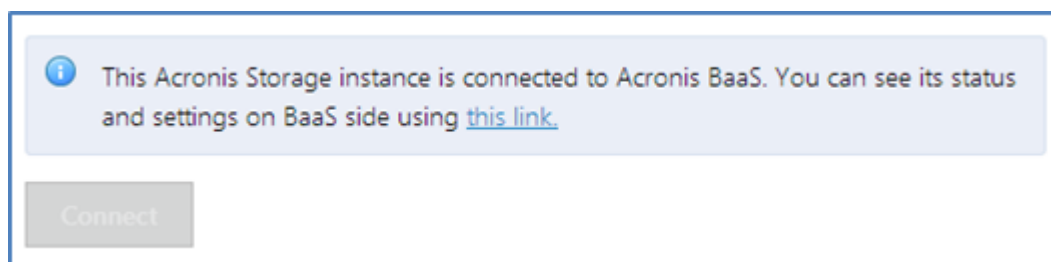 This Acronis Storage instance is connected to Acronis BaaS. You can see its status
and settings on BaaS side using this link.
Connect